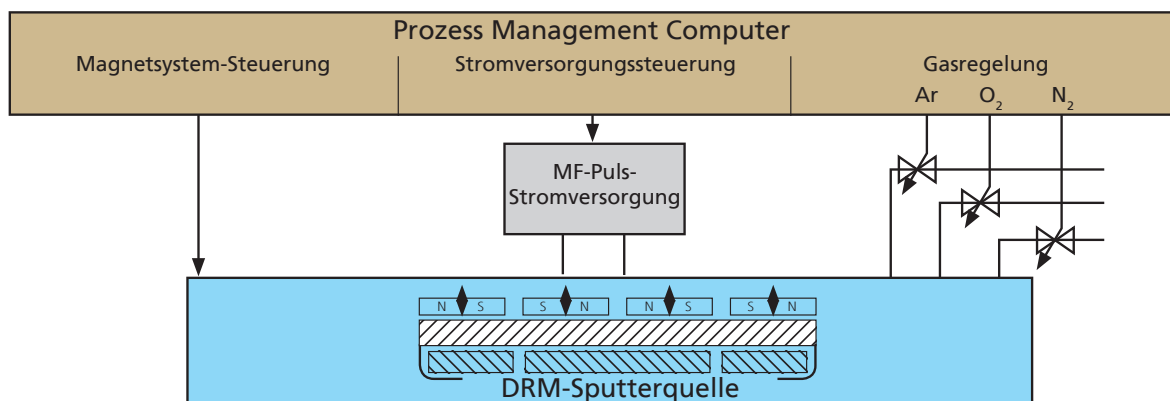 Prozess Management Computer
Magnetsystem-Steuerung Stromversorgungssteuerung Gasregelung
Ar O₂ N₂
MF-Puls-
Stromversorgung
N S S N N S S N
DRM-Sputterquelle